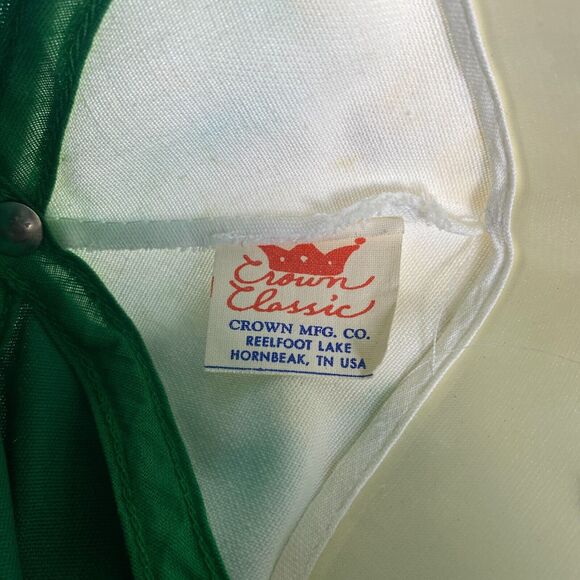 Crown
Classic
CROWN MFG. CO.
REELFOOT LAKE
HORNBEAK, TN USA